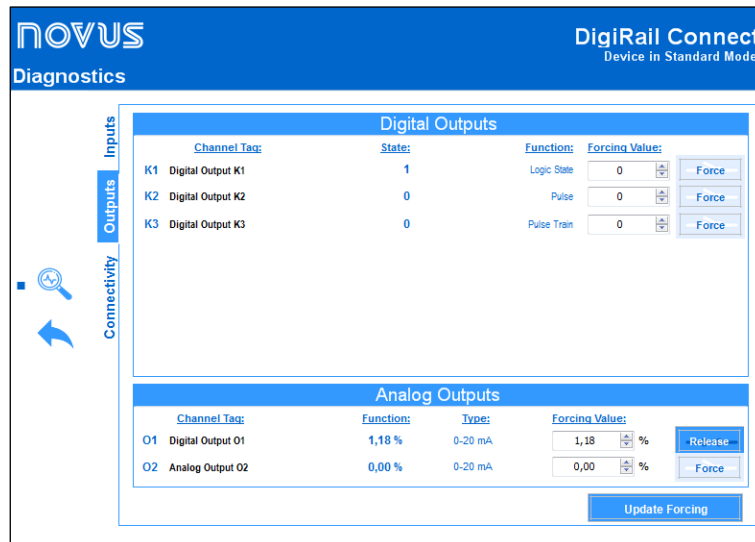 NOVUS
DigiRail Connect
Device in Standard Mode
Diagnostics
Inputs
Outputs
Connectivity
Digital Outputs
Channel Tag: State: Function: Forcing Value:
K1 Digital Output K1 1 Logic State 0 Force
K2 Digital Output K2 0 Pulse 0 Force
K3 Digital Output K3 0 Pulse Train 0 Force
Analog Outputs
Channel Tag: Function: Type: Forcing Value:
O1 Digital Output O1 1,18 % 0-20 mA 1,18 % Release
O2 Analog Output O2 0,00 % 0-20 mA 0,00 % Force
Update Forcing